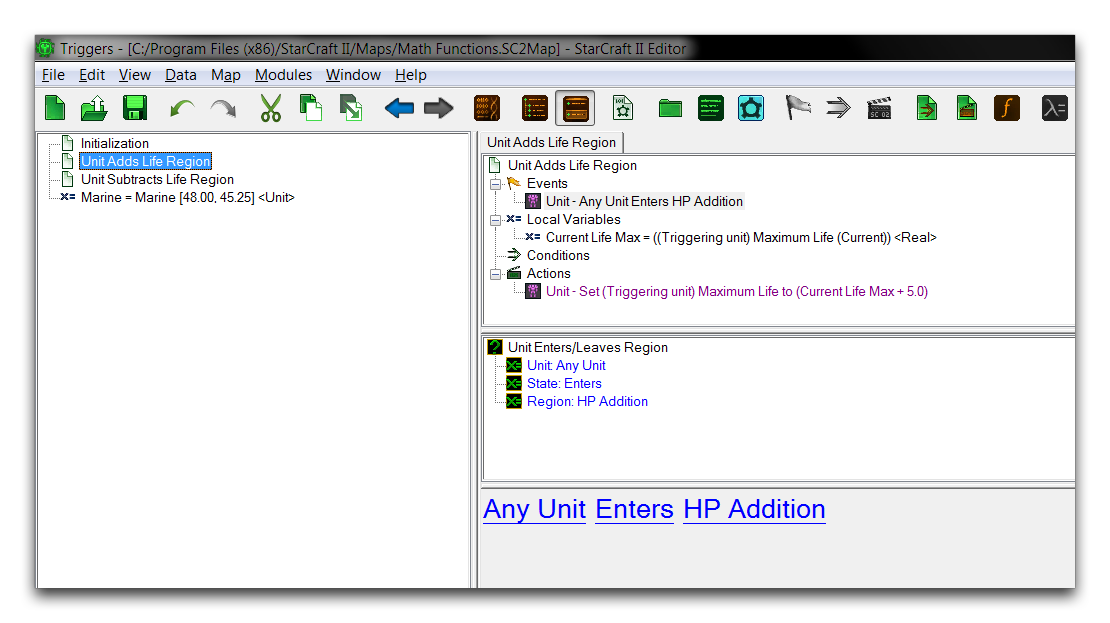 Triggers - [C:/Program Files (x86)/StarCraft II/Maps/Math Functions.SC2Map] - StarCraft II Editor
File Edit View Data Map Modules Window Help
SC 02
Initialization
Unit Adds Life Region
Unit Subtracts Life Region
x= Marine = Marine [48.00, 45.25] <Unit>
Unit Adds Life Region
Unit Adds Life Region
Events
Unit - Any Unit Enters HP Addition
x= Local Variables
x= Current Life Max = ((Triggering unit) Maximum Life (Current)) <Real>
Conditions
Actions
Unit - Set (Triggering unit) Maximum Life to (Current Life Max + 5.0)
? Unit Enters/Leaves Region
x= Unit: Any Unit
x= State: Enters
x= Region: HP Addition
Any Unit Enters HP Addition